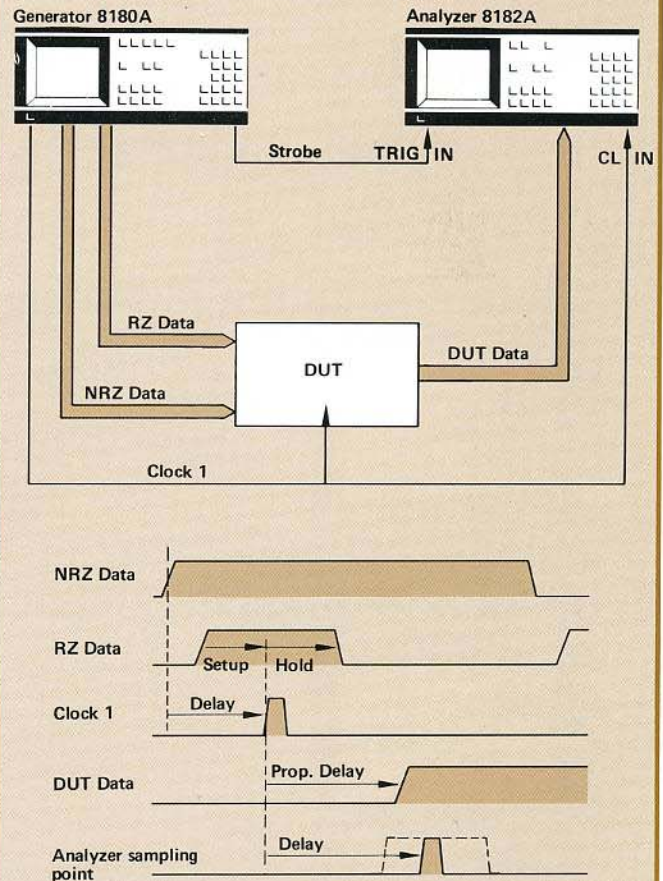 Generator 8180A
Analyzer 8182A
Strobe
TRIG IN
CL IN
RZ Data
DUT
DUT Data
NRZ Data
Clock 1
NRZ Data
RZ Data
Setup
Hold
Clock 1
Delay
DUT Data
Prop. Delay
Analyzer sampling
point
Delay